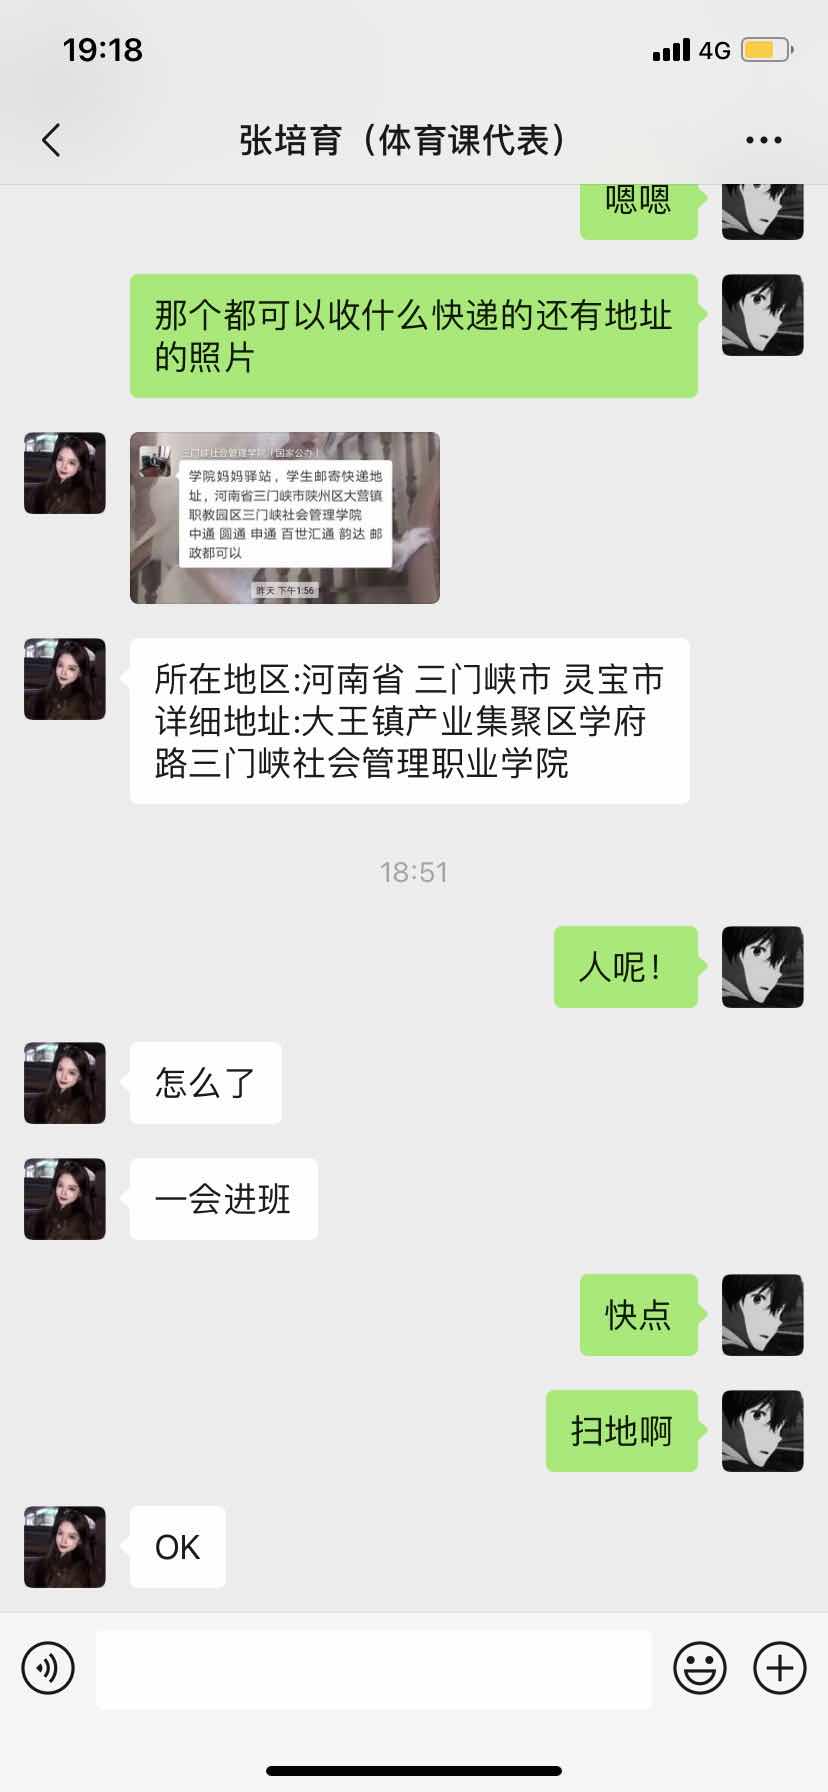 19:18
4G
张培育（体育课代表）
嗯嗯
那个都可以收什么快递的还有地址
的照片
三门峡社会管理学院（国家公办）
学院妈妈驿站，学生邮寄快递地
址，河南省三门峡市陕州区大营镇
职教园区三门峡社会管理学院
中通 圆通 申通 百世汇通 韵达 邮
政都可以
昨天 下午1:56
所在地区:河南省 三门峡市 灵宝市
详细地址:大王镇产业集聚区学府
路三门峡社会管理职业学院
18:51
人呢！
怎么了
一会进班
快点
扫地啊
OK